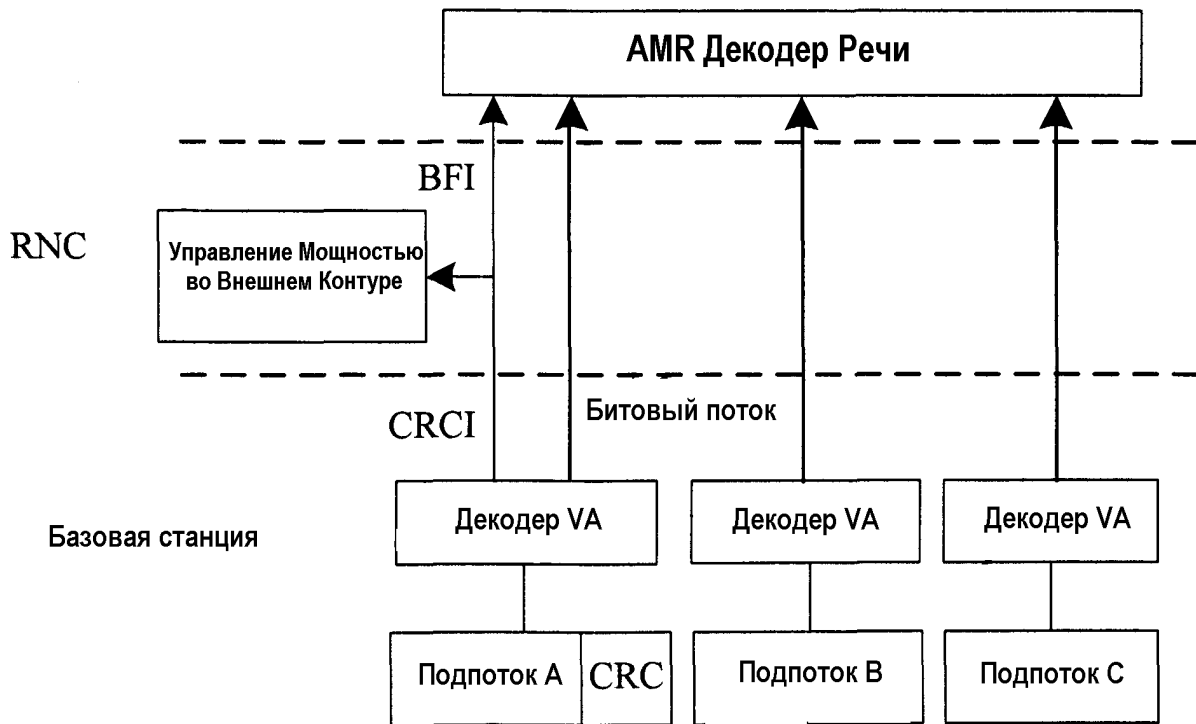 AMR Декодер Речи
BFI
RNC
Управление Мощностью
во Внешнем Контуре
Битовый поток
CRCI
Декодер VA
Декодер VA
Декодер VA
Базовая станция
Подпоток A
CRC
Подпоток B
Подпоток C